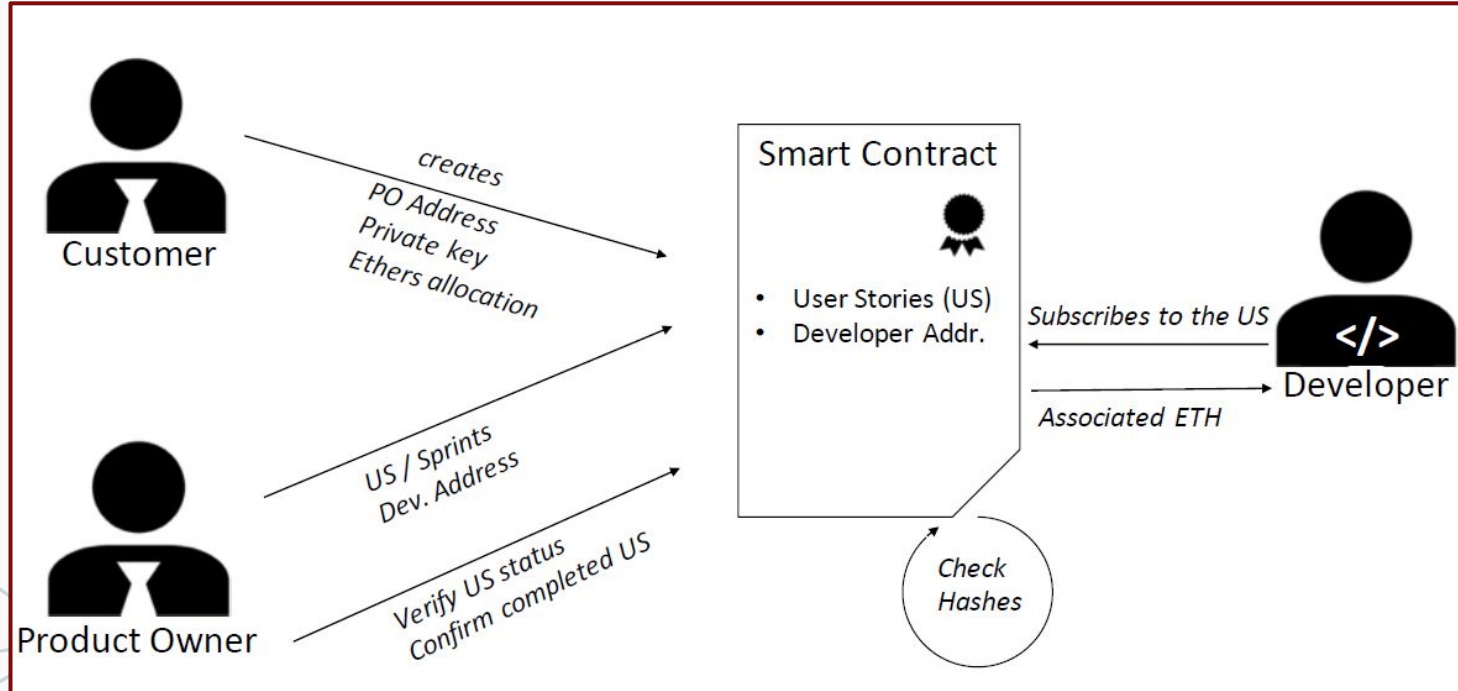 Customer
creates
PO Address
Private key
Ethers allocation
Product Owner
US / Sprints
Dev. Address
Verify US status
Confirm completed US
Smart Contract
• User Stories (US)
• Developer Addr.
Check
Hashes
Subscribes to the US
Associated ETH
</>
Developer